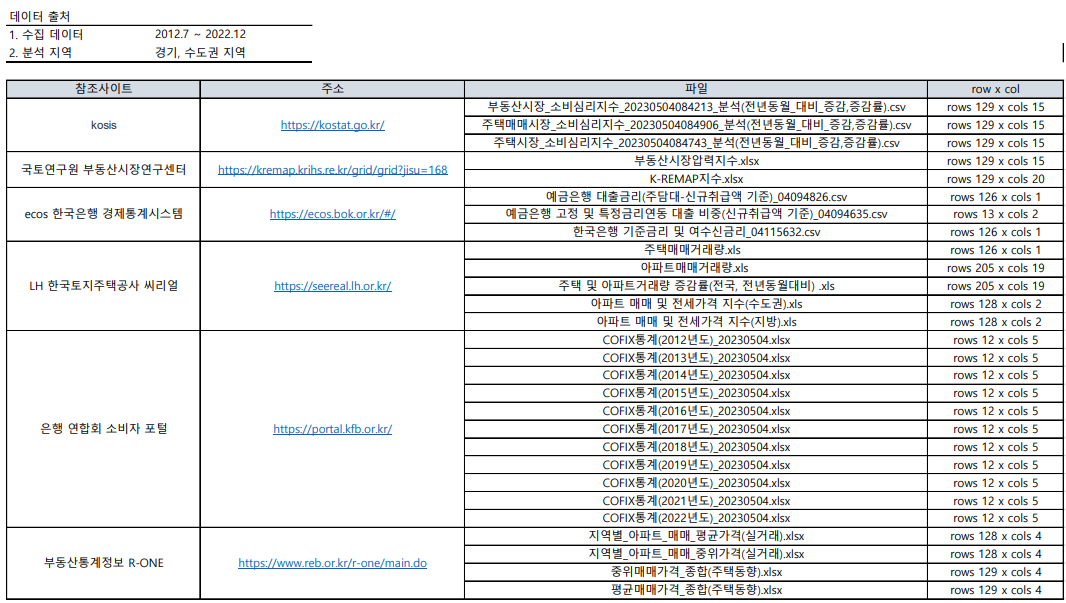 데이터 출처
1. 수집 데이터 2012.7 ~ 2022.12
2. 분석 지역 경기, 수도권 지역
참조사이트 주소 파일 row x col
kosis https://kostat.go.kr/ 부동산시장_소비심리지수_20230504084213_분석(전년동월_대비_증감,증감률).csv rows 129 x cols 15
주택매매시장_소비심리지수_20230504084906_분석(전년동월_대비_증감,증감률).csv rows 129 x cols 15
주택시장_소비심리지수_20230504084743_분석(전년동월_대비_증감,증감률).csv rows 129 x cols 15
국토연구원 부동산시장연구센터 https://kremap.krihs.re.kr/grid/grid?jisu=168 부동산시장압력지수.xlsx rows 129 x cols 15
K-REMAP지수.xlsx rows 129 x cols 20
ecos 한국은행 경제통계시스템 https://ecos.bok.or.kr/#/ 예금은행 대출금리(주담대-신규취급액 기준)_04094826.csv rows 126 x cols 1
예금은행 고정 및 특정금리연동 대출 비중(신규취급액 기준)_04094635.csv rows 13 x cols 2
한국은행 기준금리 및 여수신금리_04115632.csv rows 126 x cols 1
LH 한국토지주택공사 씨리얼 https://seereal.lh.or.kr/ 주택매매거래량.xls rows 126 x cols 1
아파트매매거래량.xls rows 205 x cols 19
주택 및 아파트거래량 증감률(전국, 전년동월대비) .xls rows 205 x cols 19
아파트 매매 및 전세가격 지수(수도권).xls rows 128 x cols 2
아파트 매매 및 전세가격 지수(지방).xls rows 128 x cols 2
은행 연합회 소비자 포털 https://portal.kfb.or.kr/ COFIX통계(2012년도)_20230504.xlsx rows 12 x cols 5
COFIX통계(2013년도)_20230504.xlsx rows 12 x cols 5
COFIX통계(2014년도)_20230504.xlsx rows 12 x cols 5
COFIX통계(2015년도)_20230504.xlsx rows 12 x cols 5
COFIX통계(2016년도)_20230504.xlsx rows 12 x cols 5
COFIX통계(2017년도)_20230504.xlsx rows 12 x cols 5
COFIX통계(2018년도)_20230504.xlsx rows 12 x cols 5
COFIX통계(2019년도)_20230504.xlsx rows 12 x cols 5
COFIX통계(2020년도)_20230504.xlsx rows 12 x cols 5
COFIX통계(2021년도)_20230504.xlsx rows 12 x cols 5
COFIX통계(2022년도)_20230504.xlsx rows 12 x cols 5
부동산통계정보 R-ONE https://www.reb.or.kr/r-one/main.do 지역별_아파트_매매_평균가격(실거래).xlsx rows 128 x cols 4
지역별_아파트_매매_중위가격(실거래).xlsx rows 128 x cols 4
중위매매가격_종합(주택동향).xlsx rows 129 x cols 4
평균매매가격_종합(주택동향).xlsx rows 129 x cols 4